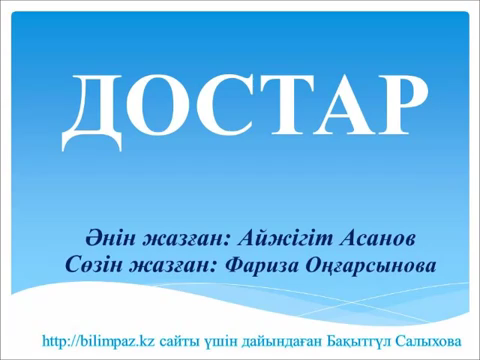 ДОСТАР
Әнін жазған: Айжігіт Асанов
Сөзін жазған: Фариза Оңғарсынова
http://bilimpaz.kz сайты үшін дайындаған Бақытгүл Салыхова